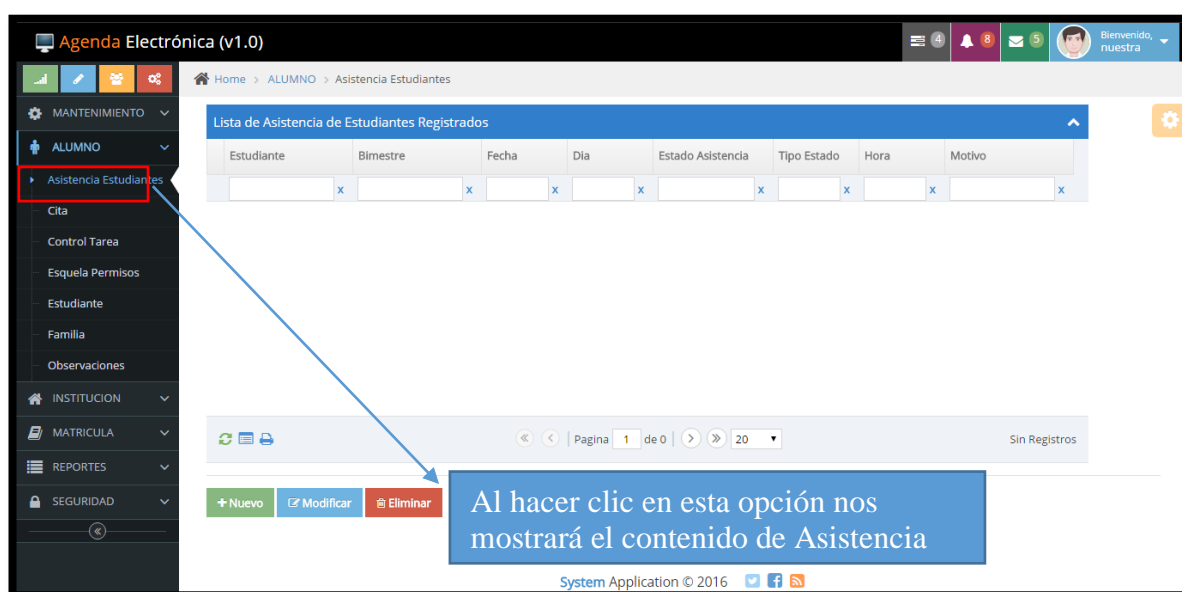 Agenda Electrónica (v1.0)
4
8
5
Bienvenido,
nuestra
Home > ALUMNO > Asistencia Estudiantes
MANTENIMIENTO
ALUMNO
Asistencia Estudiantes
Cita
Control Tarea
Esquela Permisos
Estudiante
Familia
Observaciones
INSTITUCION
MATRICULA
REPORTES
SEGURIDAD
Lista de Asistencia de Estudiantes Registrados
Estudiante Bimestre Fecha Dia Estado Asistencia Tipo Estado Hora Motivo
x x x x x x x x
Pagina 1 de 0 20 Sin Registros
+Nuevo Modificar Eliminar
Al hacer clic en esta opción nos
mostrará el contenido de Asistencia
System Application © 2016